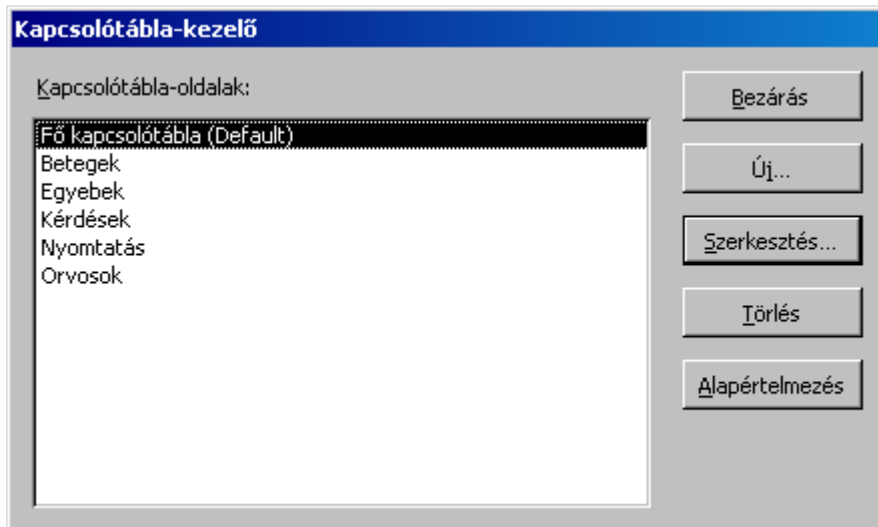 Kapcsolótábla-kezelő
Kapcsolótábla-oldalak:
Fő kapcsolótábla (Default)
Betegek
Egyebek
Kérdések
Nyomtatás
Orvosok
Bezárás
Új...
Szerkesztés...
Törlés
Alapértelmezés